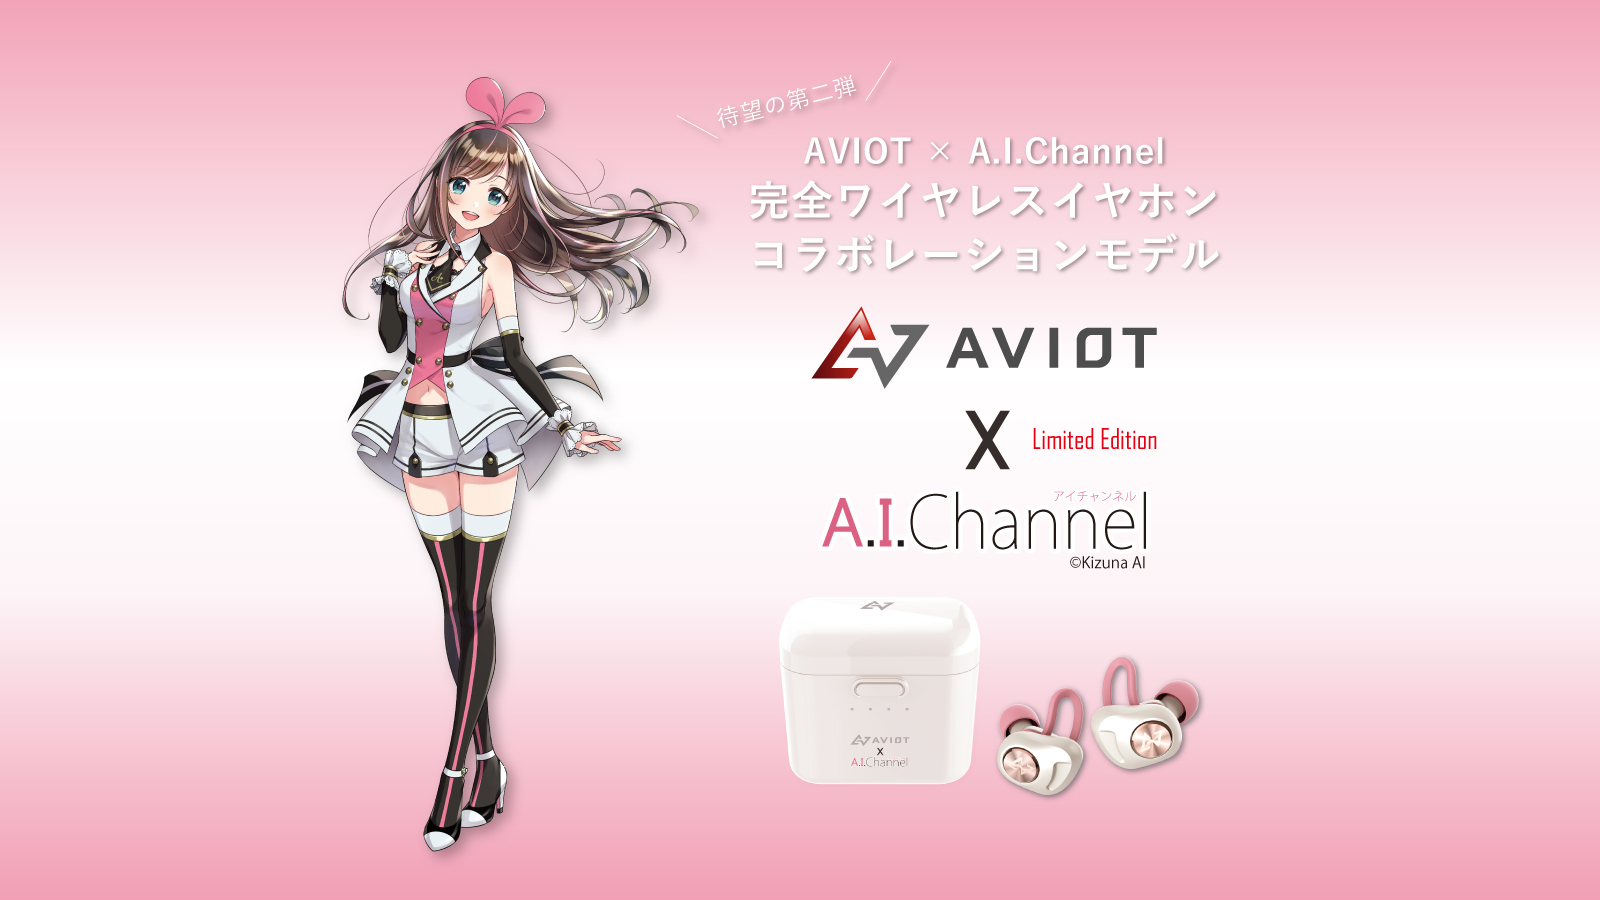 待望の第二弾
AVIOT × A.I.Channel
完全ワイヤレスイヤホン
コラボレーションモデル
AVIOT
X Limited Edition
アイチャンネル
A.I.Channel
©Kizuna AI
AVIOT
X
A.I.Channel